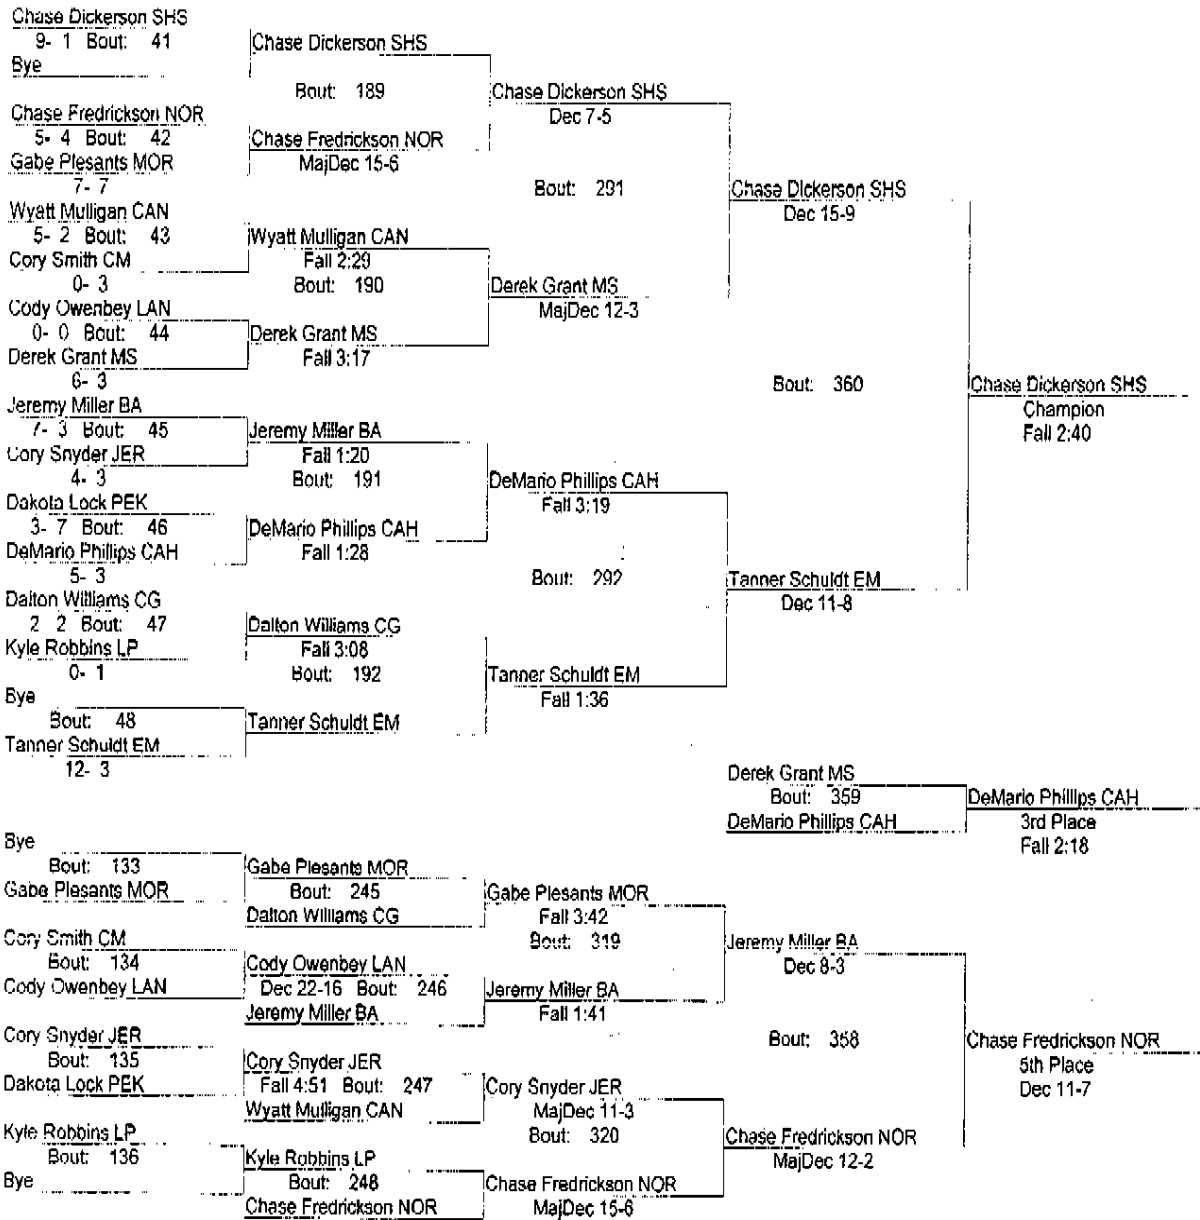 Chase Dickerson SHS
9- 1 Bout: 41
Bye
Chase Fredrickson NOR
5- 4 Bout: 42
Gabe Plesants MOR
7- 7
Wyatt Mulligan CAN
5- 2 Bout: 43
Cory Smith CM
0- 3
Cody Owenbey LAN
0- 0 Bout: 44
Derek Grant MS
6- 3
Jeremy Miller BA
7- 3 Bout: 45
Cory Snyder JER
4- 3
Dakota Lock PEK
3- 7 Bout: 46
DeMario Phillips CAH
5- 3
Dalton Williams CG
2 2 Bout: 47
Kyle Robbins LP
0- 1
Bye
Bout: 48
Tanner Schuldt EM
12- 3
Chase Dickerson SHS
Bout: 189
Chase Fredrickson NOR
MajDec 15-6
Wyatt Mulligan CAN
Fall 2:29
Bout: 190
Derek Grant MS
Fall 3:17
Jeremy Miller BA
Fall 1:20
Bout: 191
DeMario Phillips CAH
Fall 1:28
Dalton Williams CG
Fall 3:08
Bout: 192
Tanner Schuldt EM
Chase Dickerson SHS
Dec 7-5
Bout: 291
Derek Grant MS
MajDec 12-3
DeMario Phillips CAH
Fall 3:19
Bout: 292
Tanner Schuldt EM
Fall 1:36
Chase Dickerson SHS
Dec 15-9
Bout: 360
Tanner Schuldt EM
Dec 11-8
Chase Dickerson SHS
Champion
Fall 2:40
Derek Grant MS
Bout: 359
DeMario Phillips CAH
DeMario Phillips CAH
3rd Place
Fall 2:18
Bye
Bout: 133
Gabe Plesants MOR
Cory Smith CM
Bout: 134
Cody Owenbey LAN
Cory Snyder JER
Bout: 135
Dakota Lock PEK
Kyle Robbins LP
Bout: 136
Bye
Gabe Plesants MOR
Bout: 245
Dalton Williams CG
Cody Owenbey LAN
Dec 22-16 Bout: 246
Jeremy Miller BA
Cory Snyder JER
Fall 4:51 Bout: 247
Wyatt Mulligan CAN
Kyle Robbins LP
Bout: 248
Chase Fredrickson NOR
Gabe Plesants MOR
Fall 3:42
Bout: 319
Jeremy Miller BA
Fall 1:41
Cory Snyder JER
MajDec 11-3
Bout: 320
Chase Fredrickson NOR
MajDec 15-6
Jeremy Miller BA
Dec 8-3
Bout: 358
Chase Fredrickson NOR
MajDec 12-2
Chase Fredrickson NOR
5th Place
Dec 11-7